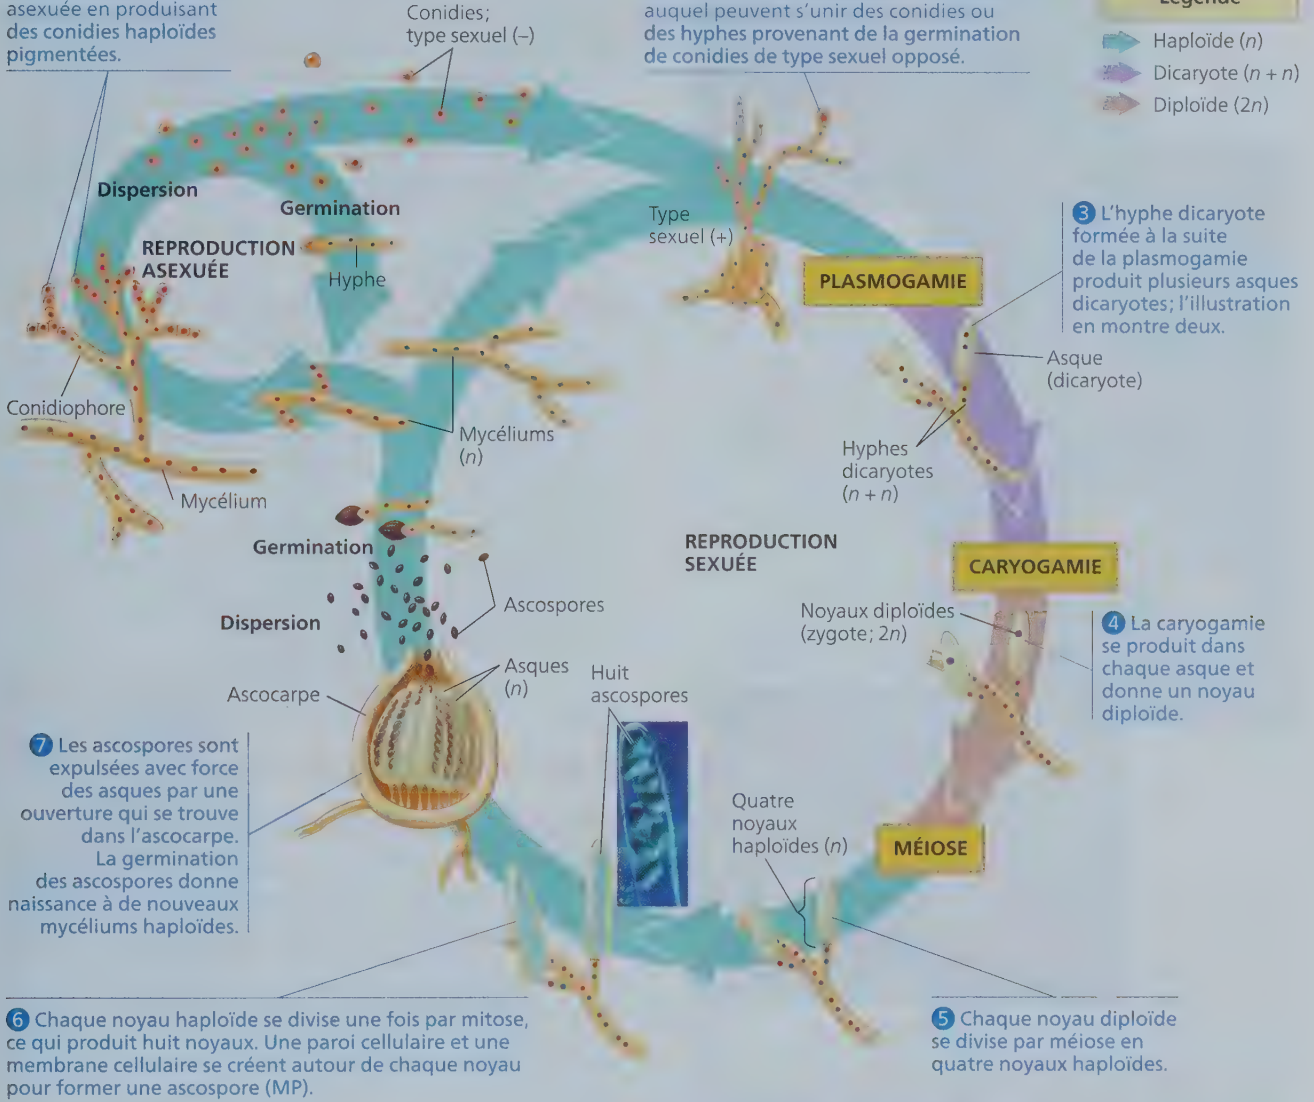 asexuée en produisant
des conidies haploïdes
pigmentées.
Conidies;
type sexuel (–)
auquel peuvent s'unir des conidies ou
des hyphes provenant de la germination
de conidies de type sexuel opposé.
Légende
Haploïde (n)
Dicaryote (n + n)
Diploïde (2n)
Dispersion
Germination
REPRODUCTION
ASEXUÉE
Hyphe
Type
sexuel (+)
PLASMOGAMIE
3 L'hyphe dicaryote
formée à la suite
de la plasmogamie
produit plusieurs asques
dicaryotes; l'illustration
en montre deux.
Asque
(dicaryote)
Conidiophore
Mycéliums
(n)
Hyphes
dicaryotes
(n + n)
Mycélium
Germination
REPRODUCTION
SEXUÉE
CARYOGAMIE
Dispersion
Ascospores
Noyaux diploïdes
(zygote; 2n)
4 La caryogamie
se produit dans
chaque asque et
donne un noyau
diploïde.
Asques
(n)
Huit
ascospores
Ascocarpe
7 Les ascospores sont
expulsées avec force
des asques par une
ouverture qui se trouve
dans l'ascocarpe.
La germination
des ascospores donne
naissance à de nouveaux
mycéliums haploïdes.
Quatre
noyaux
haploïdes (n)
MÉIOSE
6 Chaque noyau haploïde se divise une fois par mitose,
ce qui produit huit noyaux. Une paroi cellulaire et une
membrane cellulaire se créent autour de chaque noyau
pour former une ascospore (MP).
5 Chaque noyau diploïde
se divise par méiose en
quatre noyaux haploïdes.